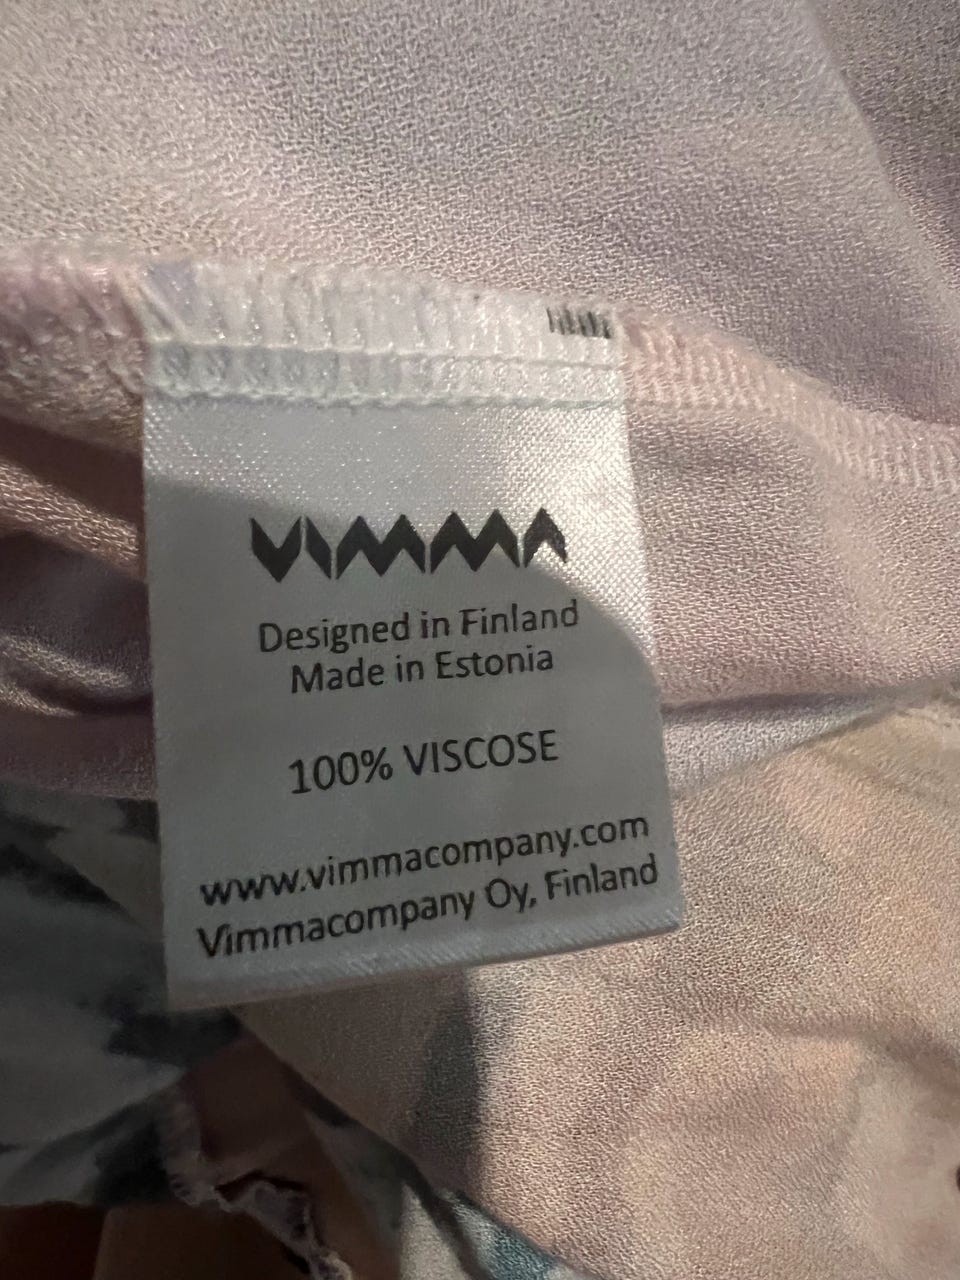 VIMMA
Designed in Finland
Made in Estonia
100% VISCOSE
www.vimmacompany.com
Vimmacompany Oy, Finland